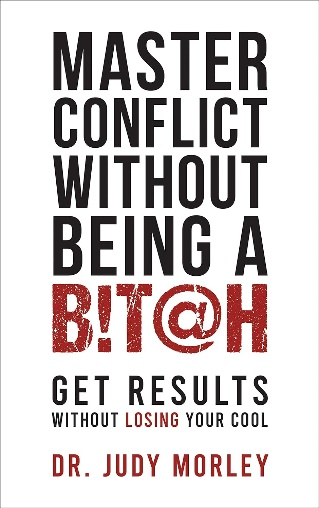 MASTER
CONFLICT
WITHOUT
BEING A
B!T@H
GET RESULTS
WITHOUT LOSING YOUR COOL
DR. JUDY MORLEY